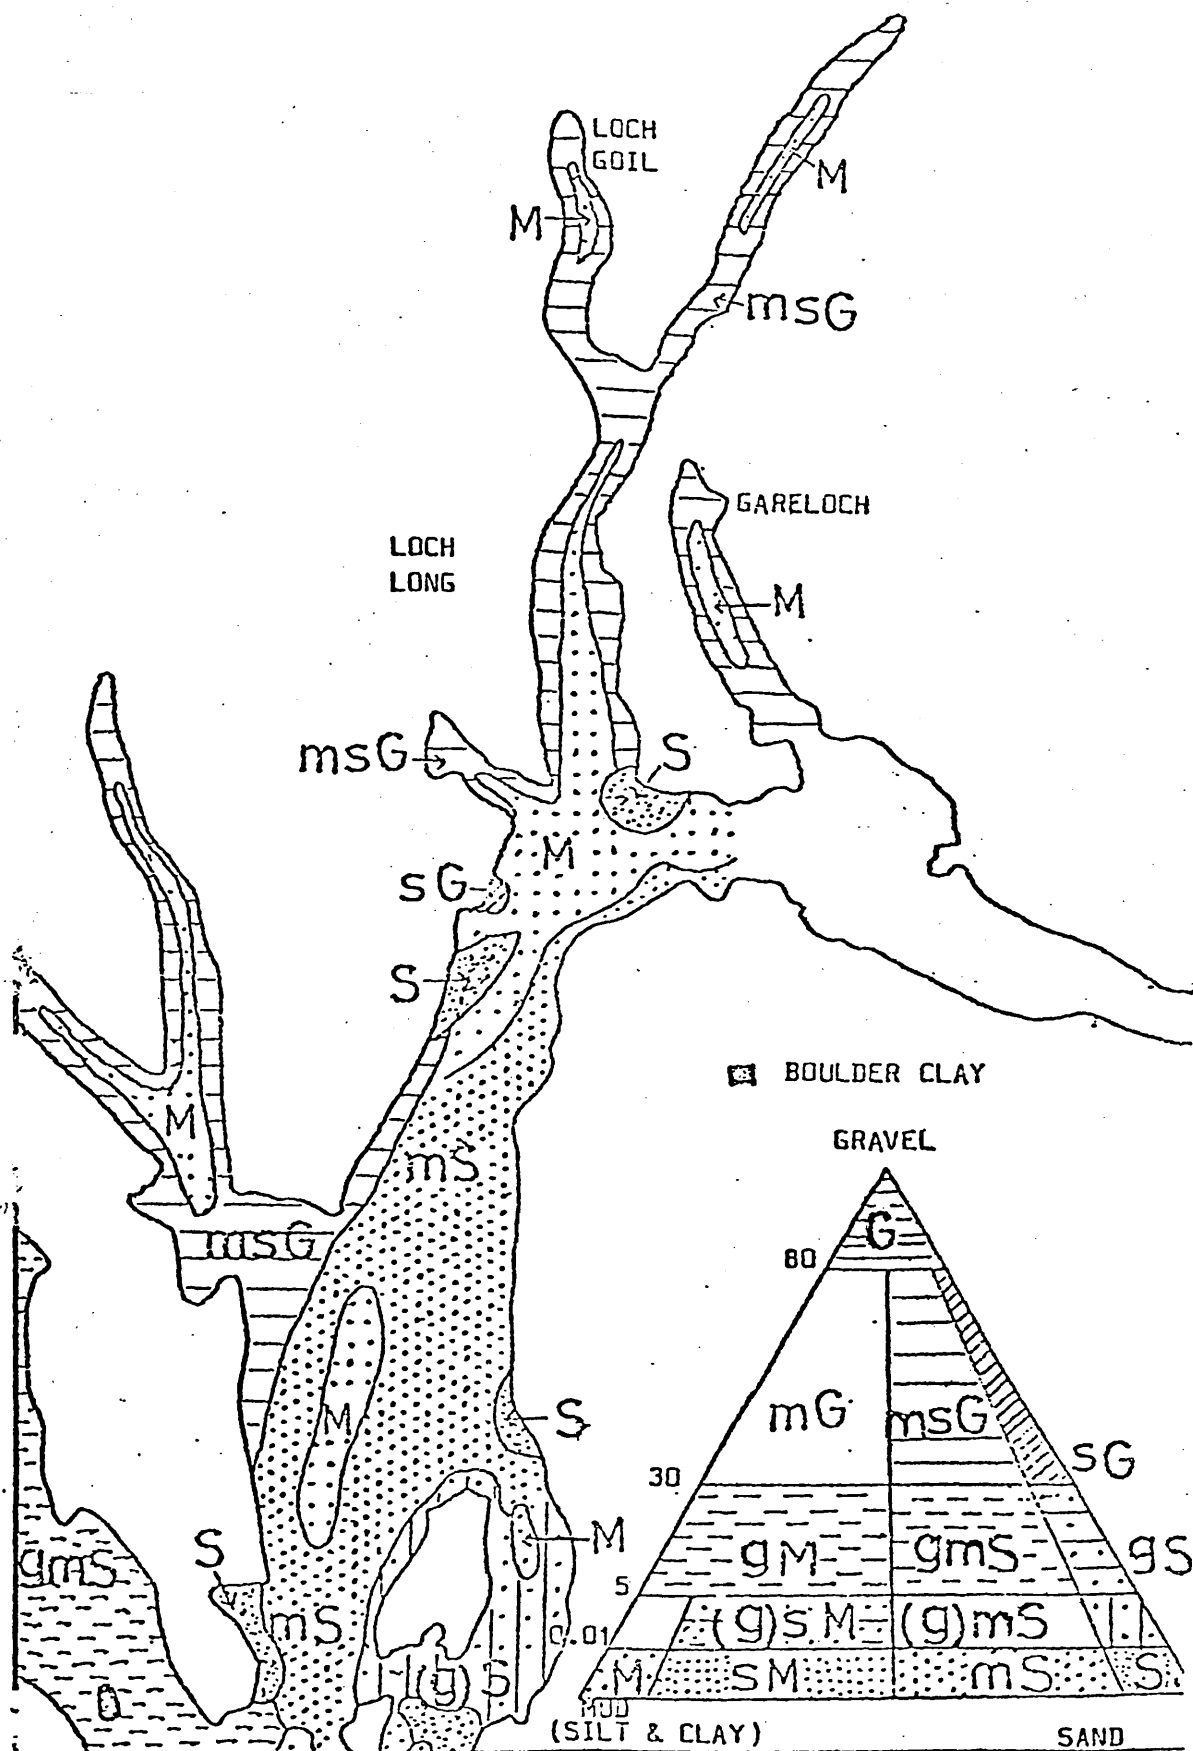 LOCH
GOIL
M
M
msG
GARELOCH
LOCH
LONG
M
msG
S
M
sG
S
BOULDER CLAY
M
GRAVEL
mS
G
80
msG
mG
msG
M
S
sG
30
S
M
gmS
gM
gmS
gS
5
mS
(g)sM
(g)mS
0.01
(g)S
M
sM
mS
S
MUD
(SILT & CLAY)
SAND